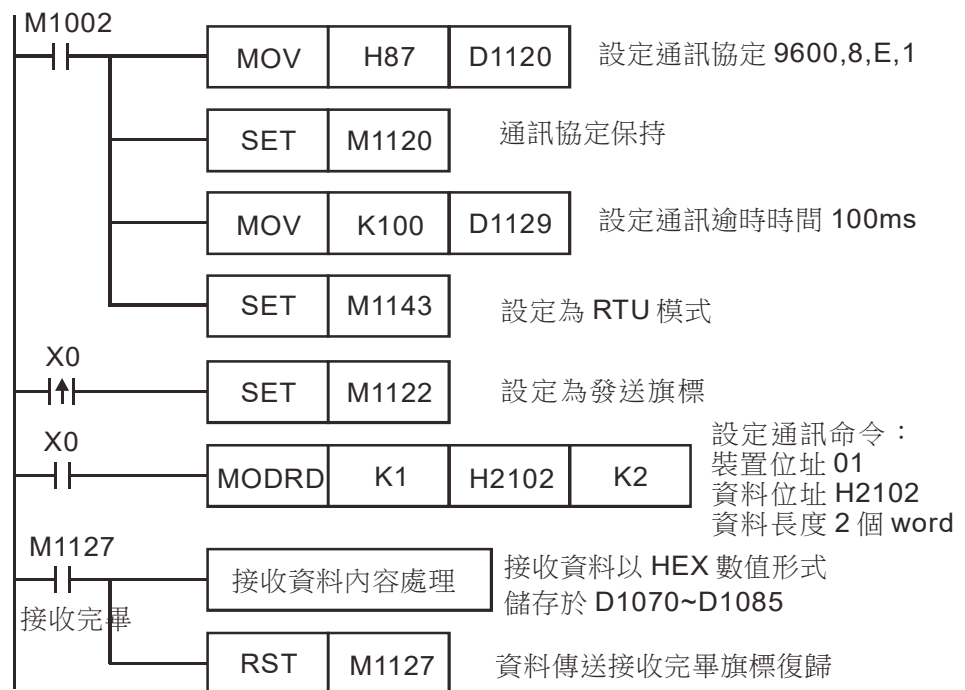 M1002
MOV H87 D1120 設定通訊協定 9600,8,E,1
SET M1120 通訊協定保持
MOV K100 D1129 設定通訊逾時時間 100ms
SET M1143 設定為 RTU 模式
X0
SET M1122 設定為發送旗標
X0
MODRD K1 H2102 K2
設定通訊命令：
裝置位址 01
資料位址 H2102
資料長度 2 個 word
M1127
接收完畢
接收資料內容處理
接收資料以 HEX 數值形式
儲存於 D1070~D1085
RST M1127 資料傳送接收完畢旗標復歸